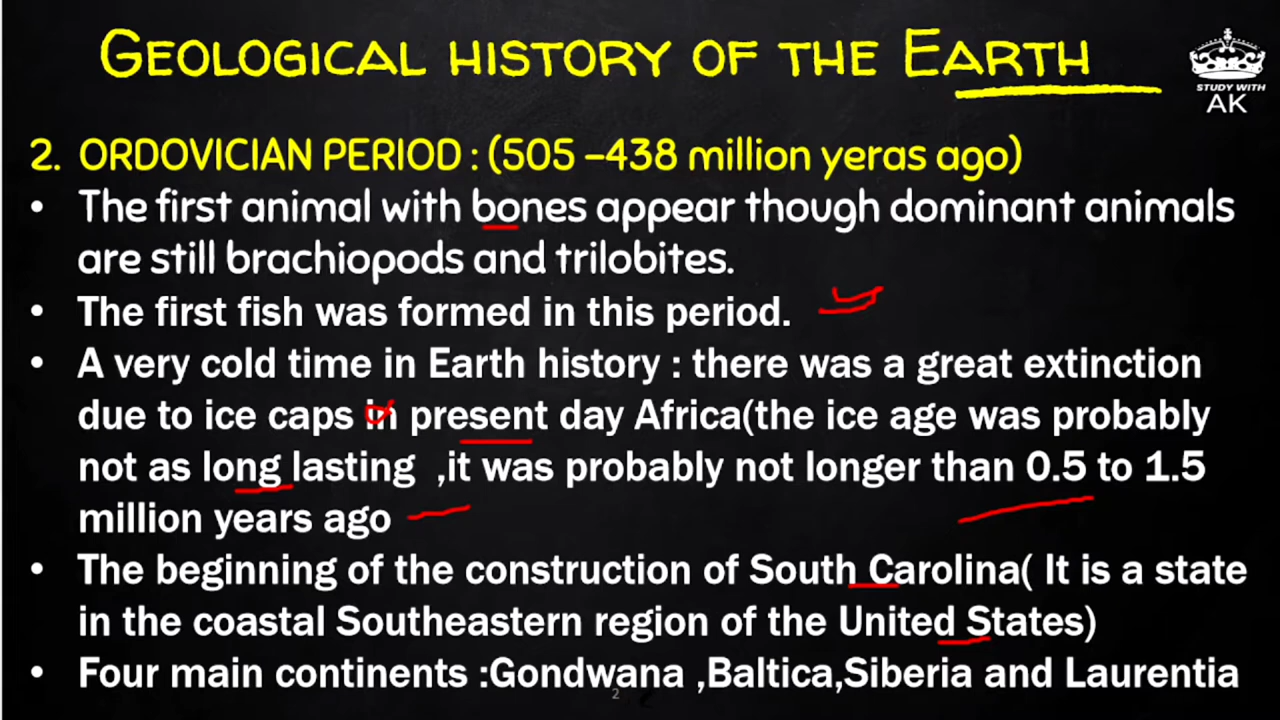 GEOLOGICAL HISTORY OF THE EARTH
STUDY WITH
AK
2. ORDOVICIAN PERIOD : (505 –438 million yeras ago)
• The first animal with bones appear though dominant animals
are still brachiopods and trilobites.
• The first fish was formed in this period.
• A very cold time in Earth history : there was a great extinction
due to ice caps in present day Africa(the ice age was probably
not as long lasting ,it was probably not longer than 0.5 to 1.5
million years ago
• The beginning of the construction of South Carolina( It is a state
in the coastal Southeastern region of the United States)
• Four main continents :Gondwana ,Baltica,Siberia and Laurentia
2